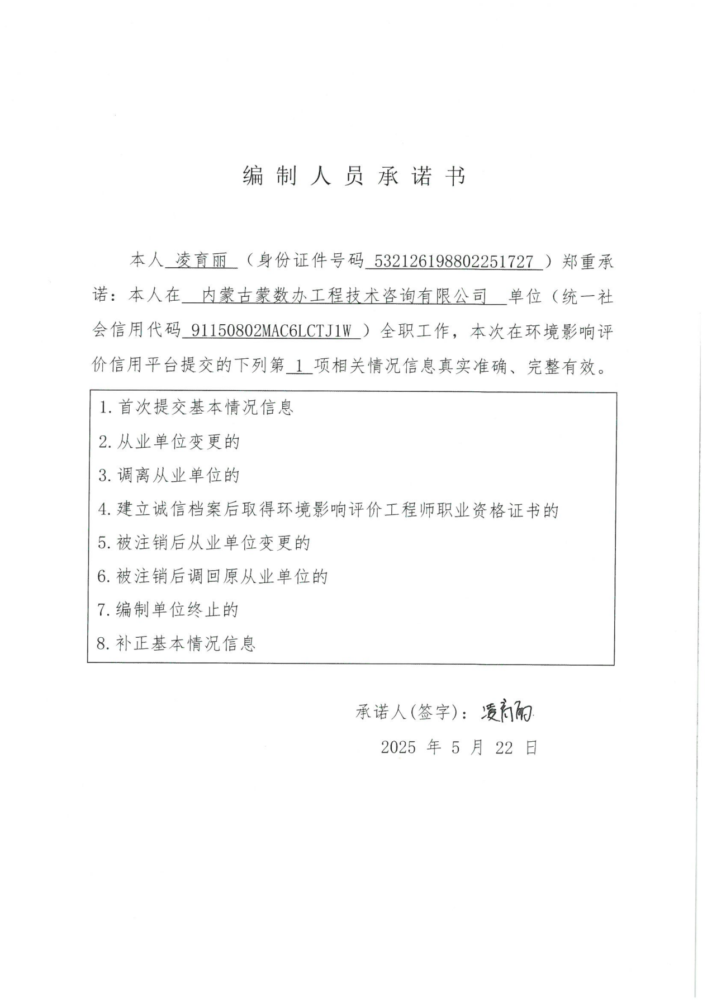 编制人员承诺书
本人 凌育丽 （身份证件号码 532126198802251727 ）郑重承
诺：本人在 内蒙古蒙数办工程技术咨询有限公司 单位（统一社
会信用代码 91150802MAC6LCTJ1W ）全职工作，本次在环境影响评
价信用平台提交的下列第 1 项相关情况信息真实准确、完整有效。
1.首次提交基本情况信息
2.从业单位变更的
3.调离从业单位的
4.建立诚信档案后取得环境影响评价工程师职业资格证书的
5.被注销后从业单位变更的
6.被注销后调回原从业单位的
7.编制单位终止的
8.补正基本情况信息
承诺人(签字)：凌育丽
2025 年 5 月 22 日